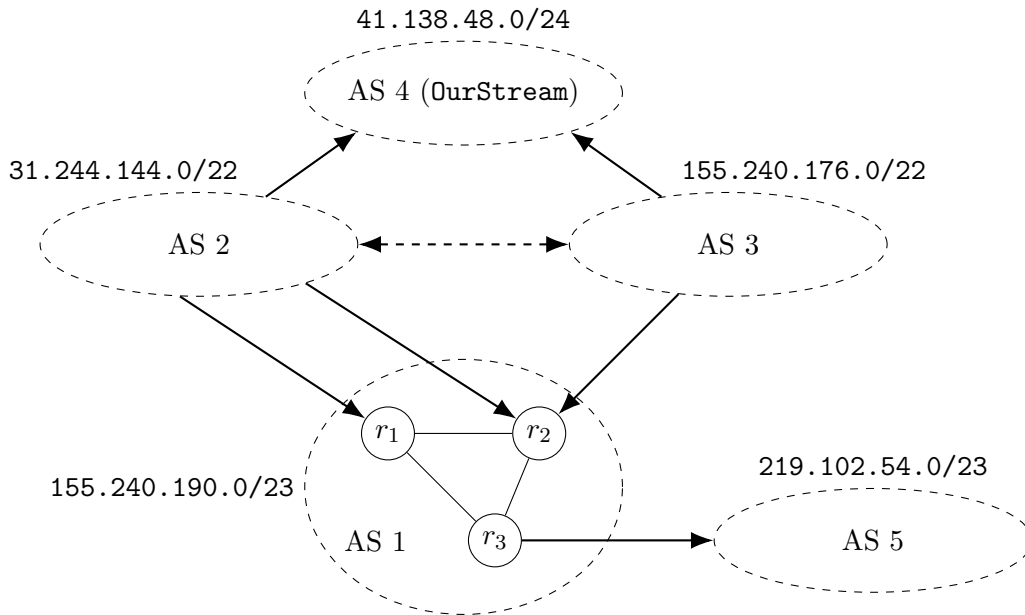 41.138.48.0/24
AS 4 (OurStream)
31.244.144.0/22
155.240.176.0/22
AS 2
AS 3
r1
r2
219.102.54.0/23
155.240.190.0/23
AS 1
r3
AS 5